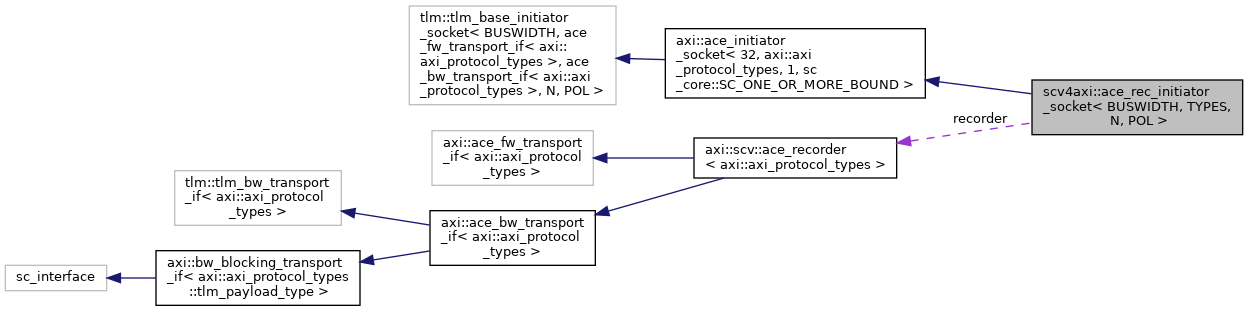 tlm::tlm_base_initiator
_socket< BUSWIDTH, ace
_fw_transport_if< axi::
axi_protocol_types >, ace
_bw_transport_if< axi::axi
_protocol_types >, N, POL >
axi::ace_initiator
_socket< 32, axi::axi
_protocol_types, 1, sc
_core::SC_ONE_OR_MORE_BOUND >
scv4axi::ace_rec_initiator
_socket< BUSWIDTH, TYPES,
N, POL >
recorder
axi::ace_fw_transport
_if< axi::axi_protocol
_types >
axi::scv::ace_recorder
< axi::axi_protocol_types >
tlm::tlm_bw_transport
_if< axi::axi_protocol
_types >
axi::ace_bw_transport
_if< axi::axi_protocol
_types >
sc_interface
axi::bw_blocking_transport
_if< axi::axi_protocol_types
::tlm_payload_type >